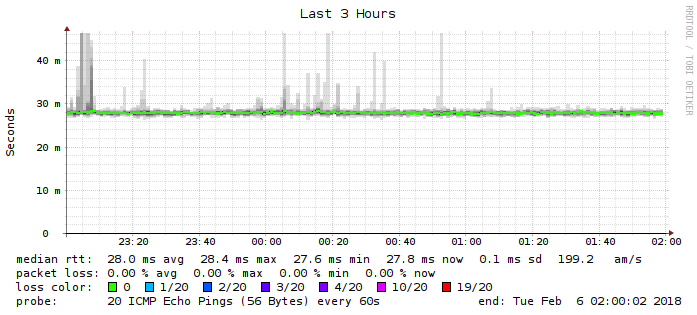 Last 3 Hours
RRDTOOL / TOBI OETIKER
Seconds
40 m
30 m
20 m
10 m
0
23:20 23:40 00:00 00:20 00:40 01:00 01:20 01:40 02:00
median rtt: 28.0 ms avg 28.4 ms max 27.6 ms min 27.8 ms now 0.1 ms sd 199.2 am/s
packet loss: 0.00 % avg 0.00 % max 0.00 % min 0.00 % now
loss color: 0 1/20 2/20 3/20 4/20 10/20 19/20
probe: 20 ICMP Echo Pings (56 Bytes) every 60s end: Tue Feb 6 02:00:02 2018